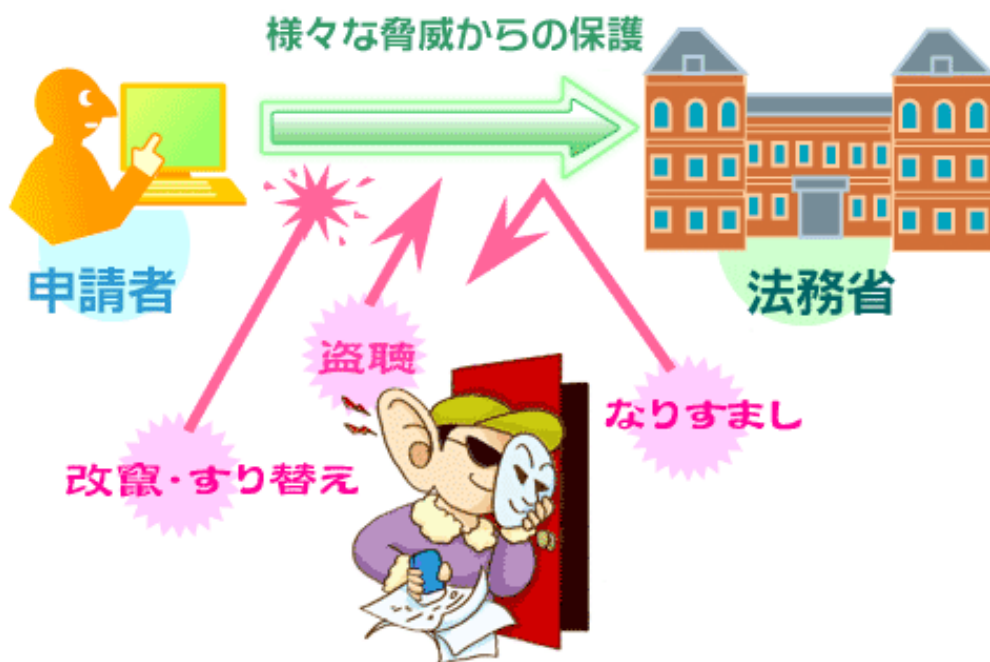 様々な脅威からの保護
申請者
法務省
盗聴
なりすまし
改竄・すり替え